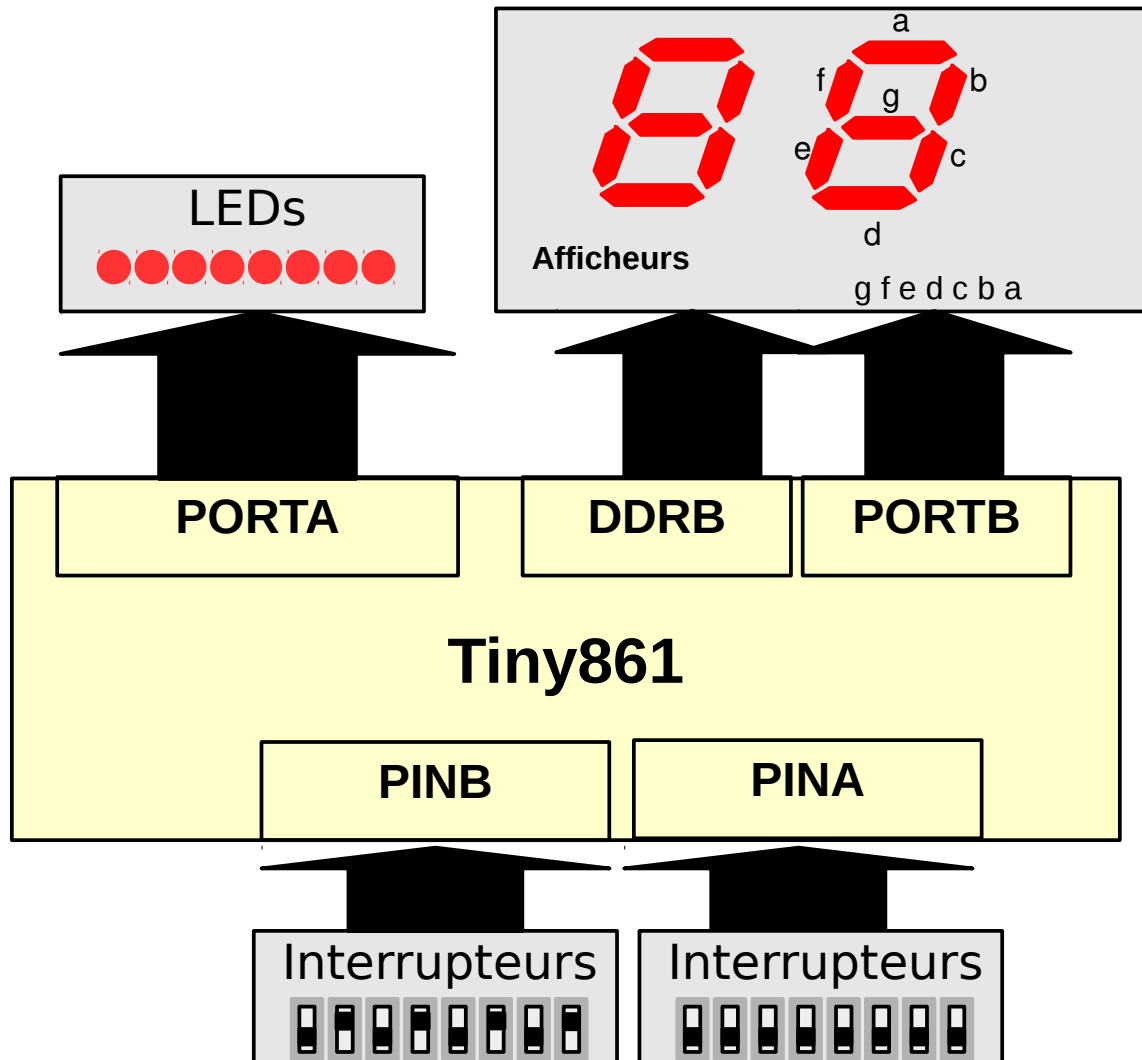 a
f
b
g
e
c
d
LEDs
Afficheurs
g f e d c b a
PORTA
DDRB
PORTB
Tiny861
PINB
PINA
Interrupteurs
Interrupteurs